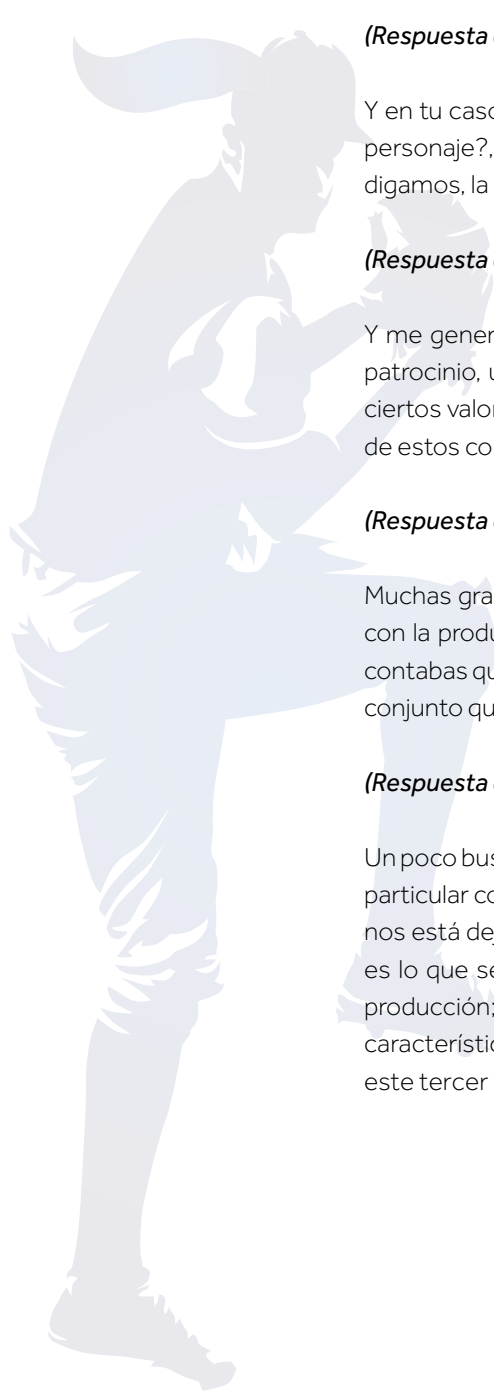 (Respuesta
Y en tu caso
personaje?,
digamos, la
(Respuesta
Y me gener
patrocinio, u
ciertos valor
de estos co
(Respuesta
Muchas gra
con la produ
contabas qu
conjunto qu
(Respuesta
Un poco bus
particular co
nos está dej
es lo que se
producción;
característic
este tercer